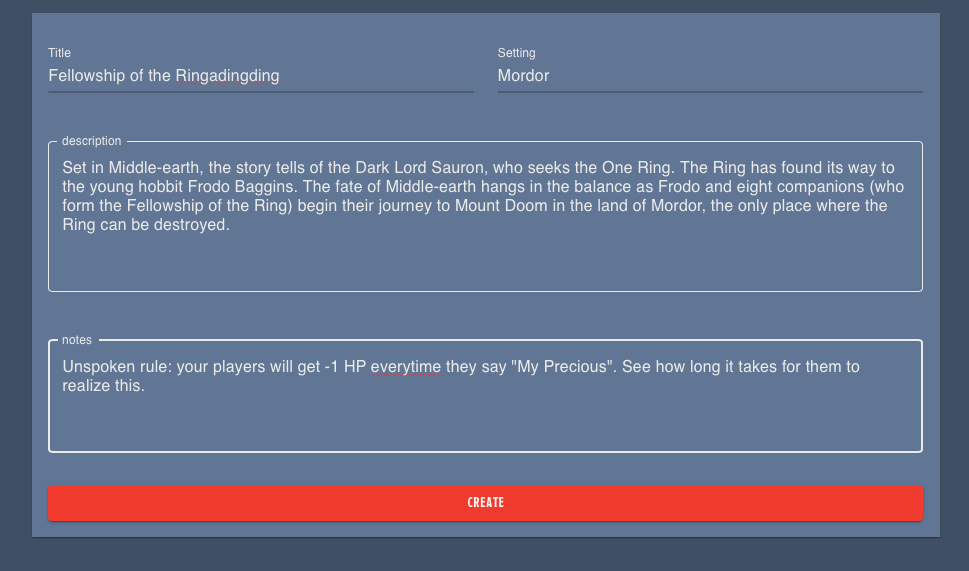 Title
Fellowship of the Ringadingding
Setting
Mordor
description
Set in Middle-earth, the story tells of the Dark Lord Sauron, who seeks the One Ring. The Ring has found its way to
the young hobbit Frodo Baggins. The fate of Middle-earth hangs in the balance as Frodo and eight companions (who
form the Fellowship of the Ring) begin their journey to Mount Doom in the land of Mordor, the only place where the
Ring can be destroyed.
notes
Unspoken rule: your players will get -1 HP everytime they say "My Precious". See how long it takes for them to
realize this.
CREATE